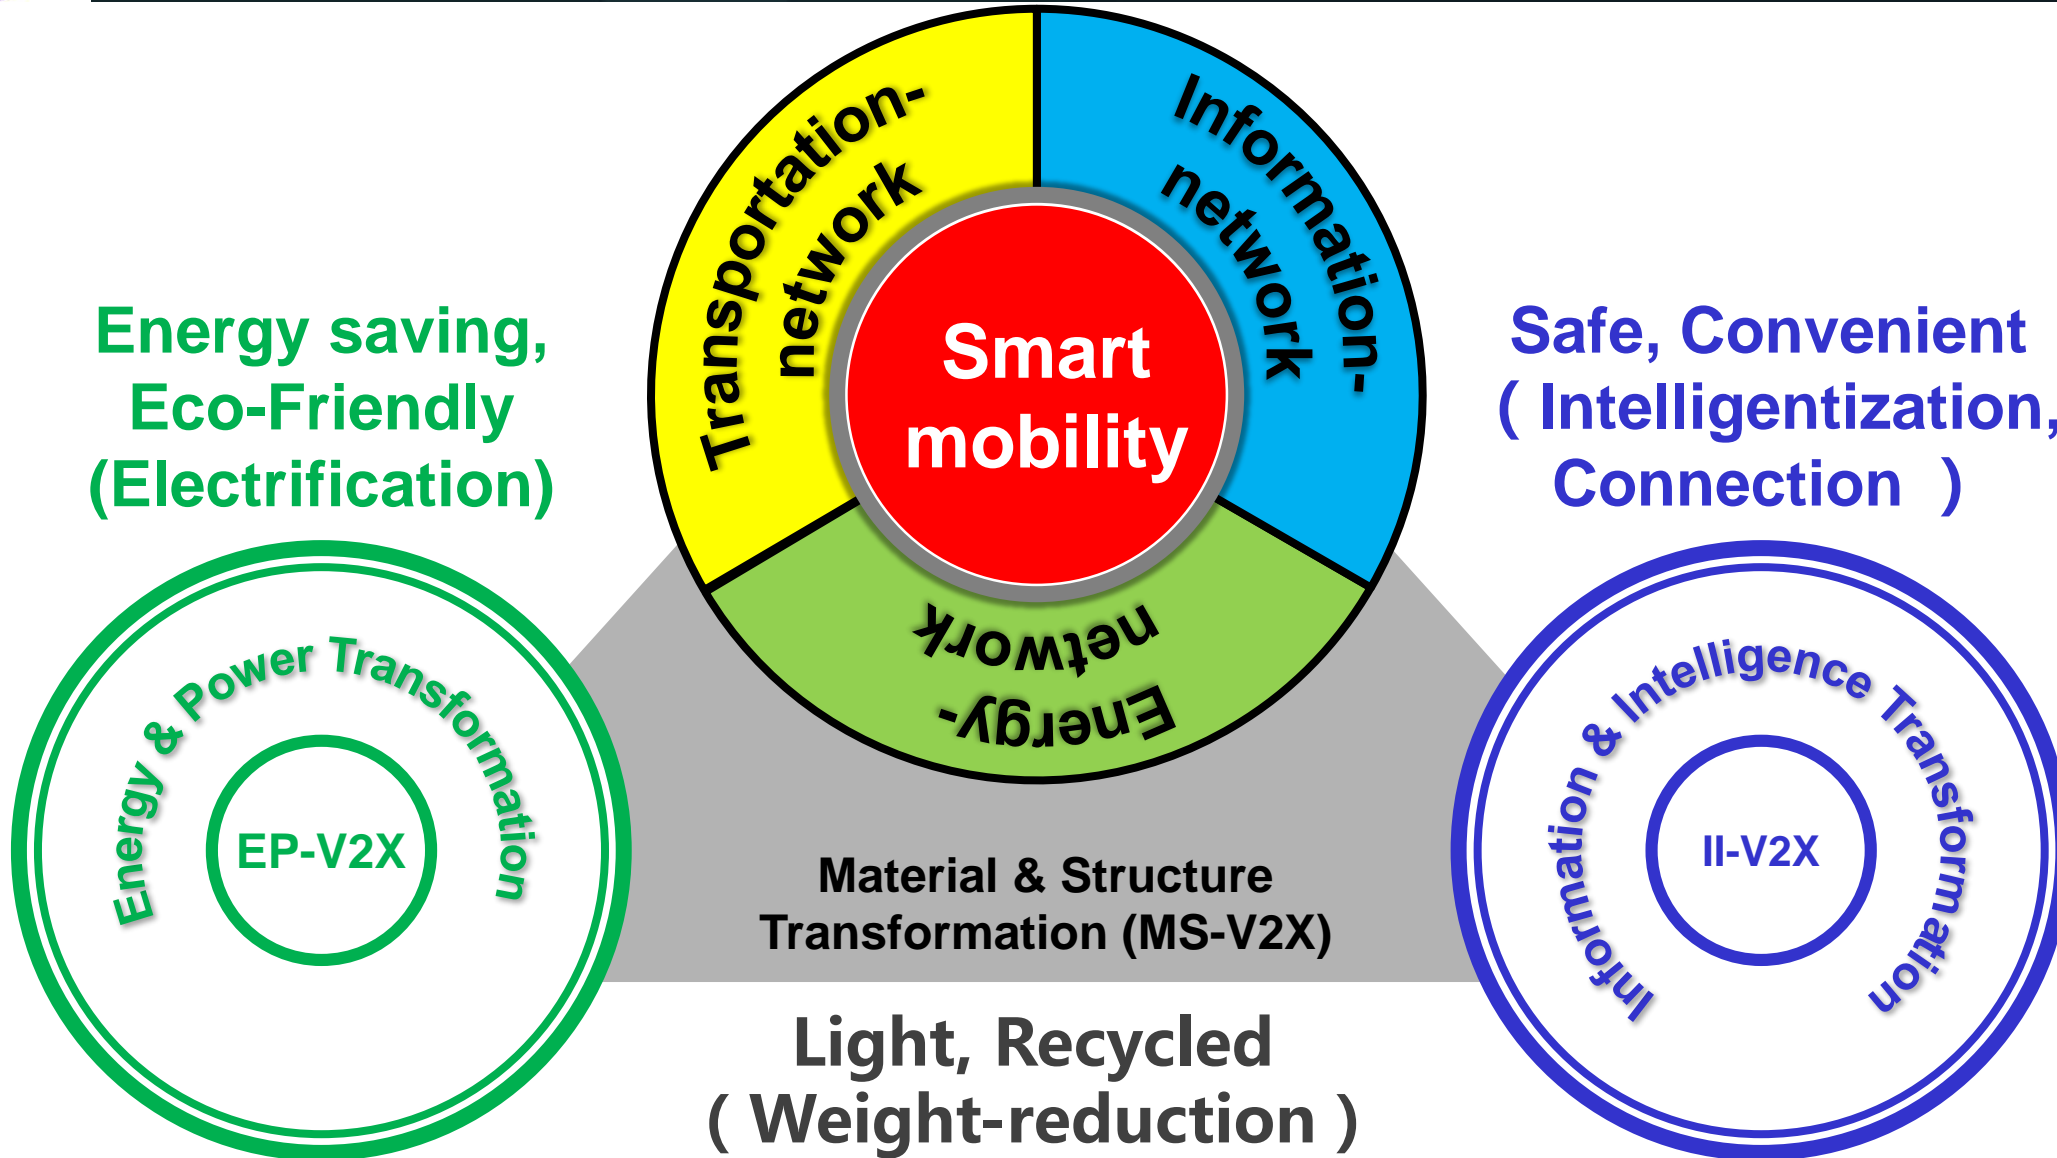 Transportation-
network
Information-
network
Smart
mobility
Energy-
network
Energy saving,
Eco-Friendly
(Electrification)
Safe, Convenient
( Intelligentization,
Connection )
Energy & Power Transformation
EP-V2X
Information & Intelligence Transformation
II-V2X
Material & Structure
Transformation (MS-V2X)
Light, Recycled
( Weight-reduction )